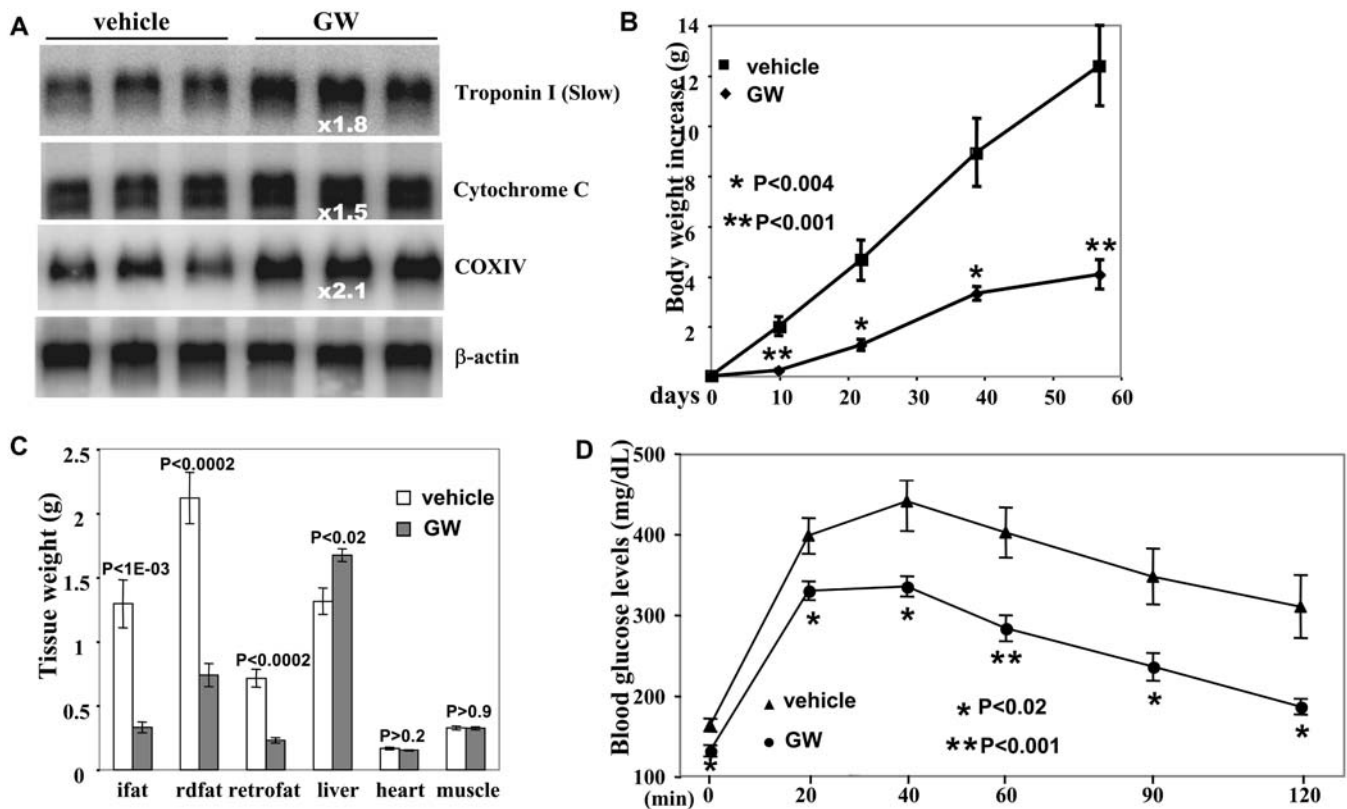 A
vehicle GW
Troponin I (Slow)
x1.8
Cytochrome C
x1.5
COXIV
x2.1
β-actin
B
Body weight increase (g)
14
12
10
8
6
4
2
vehicle
GW
* P<0.004
** P<0.001
** * * **
days 0 10 20 30 40 50 60
C
Tissue weight (g)
2.5
2
1.5
1
0.5
0
P<1E-03
P<0.0002
P<0.0002
P<0.02
P>0.2
P>0.9
vehicle
GW
ifat rdfat retrofat liver heart muscle
D
Blood glucose levels (mg/dL)
500
400
300
200
100
* * * ** * *
vehicle
GW
* P<0.02
** P<0.001
(min) 0 20 40 60 90 120